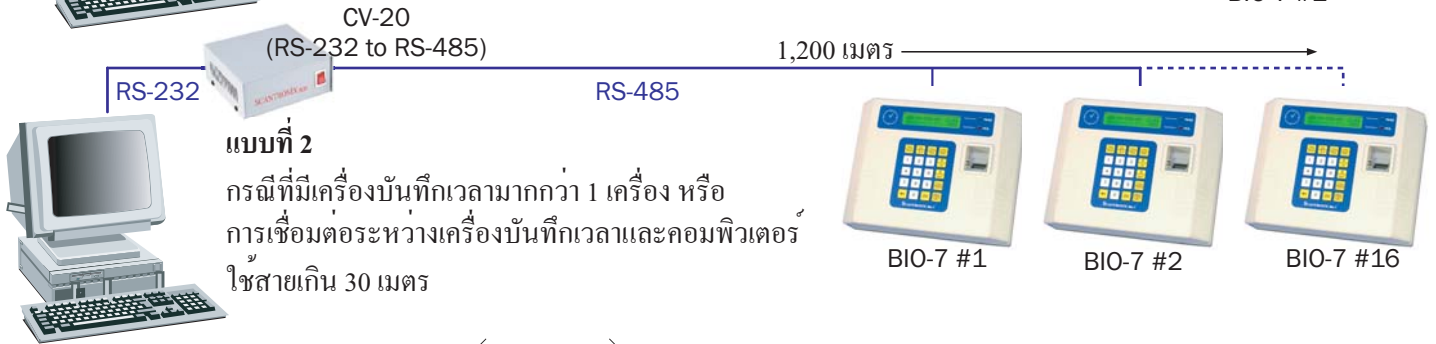 CV-20
(RS-232 to RS-485)
1,200 เมตร
RS-232
RS-485
SCANTRONIX
แบบที่ 2
กรณีที่มีเครื่องบันทึกเวลามากกว่า 1 เครื่อง หรือ
การเชื่อมต่อระหว่างเครื่องบันทึกเวลาและคอมพิวเตอร์
ใช้สายเกิน 30 เมตร
BIO-7 #1
BIO-7 #2
BIO-7 #16